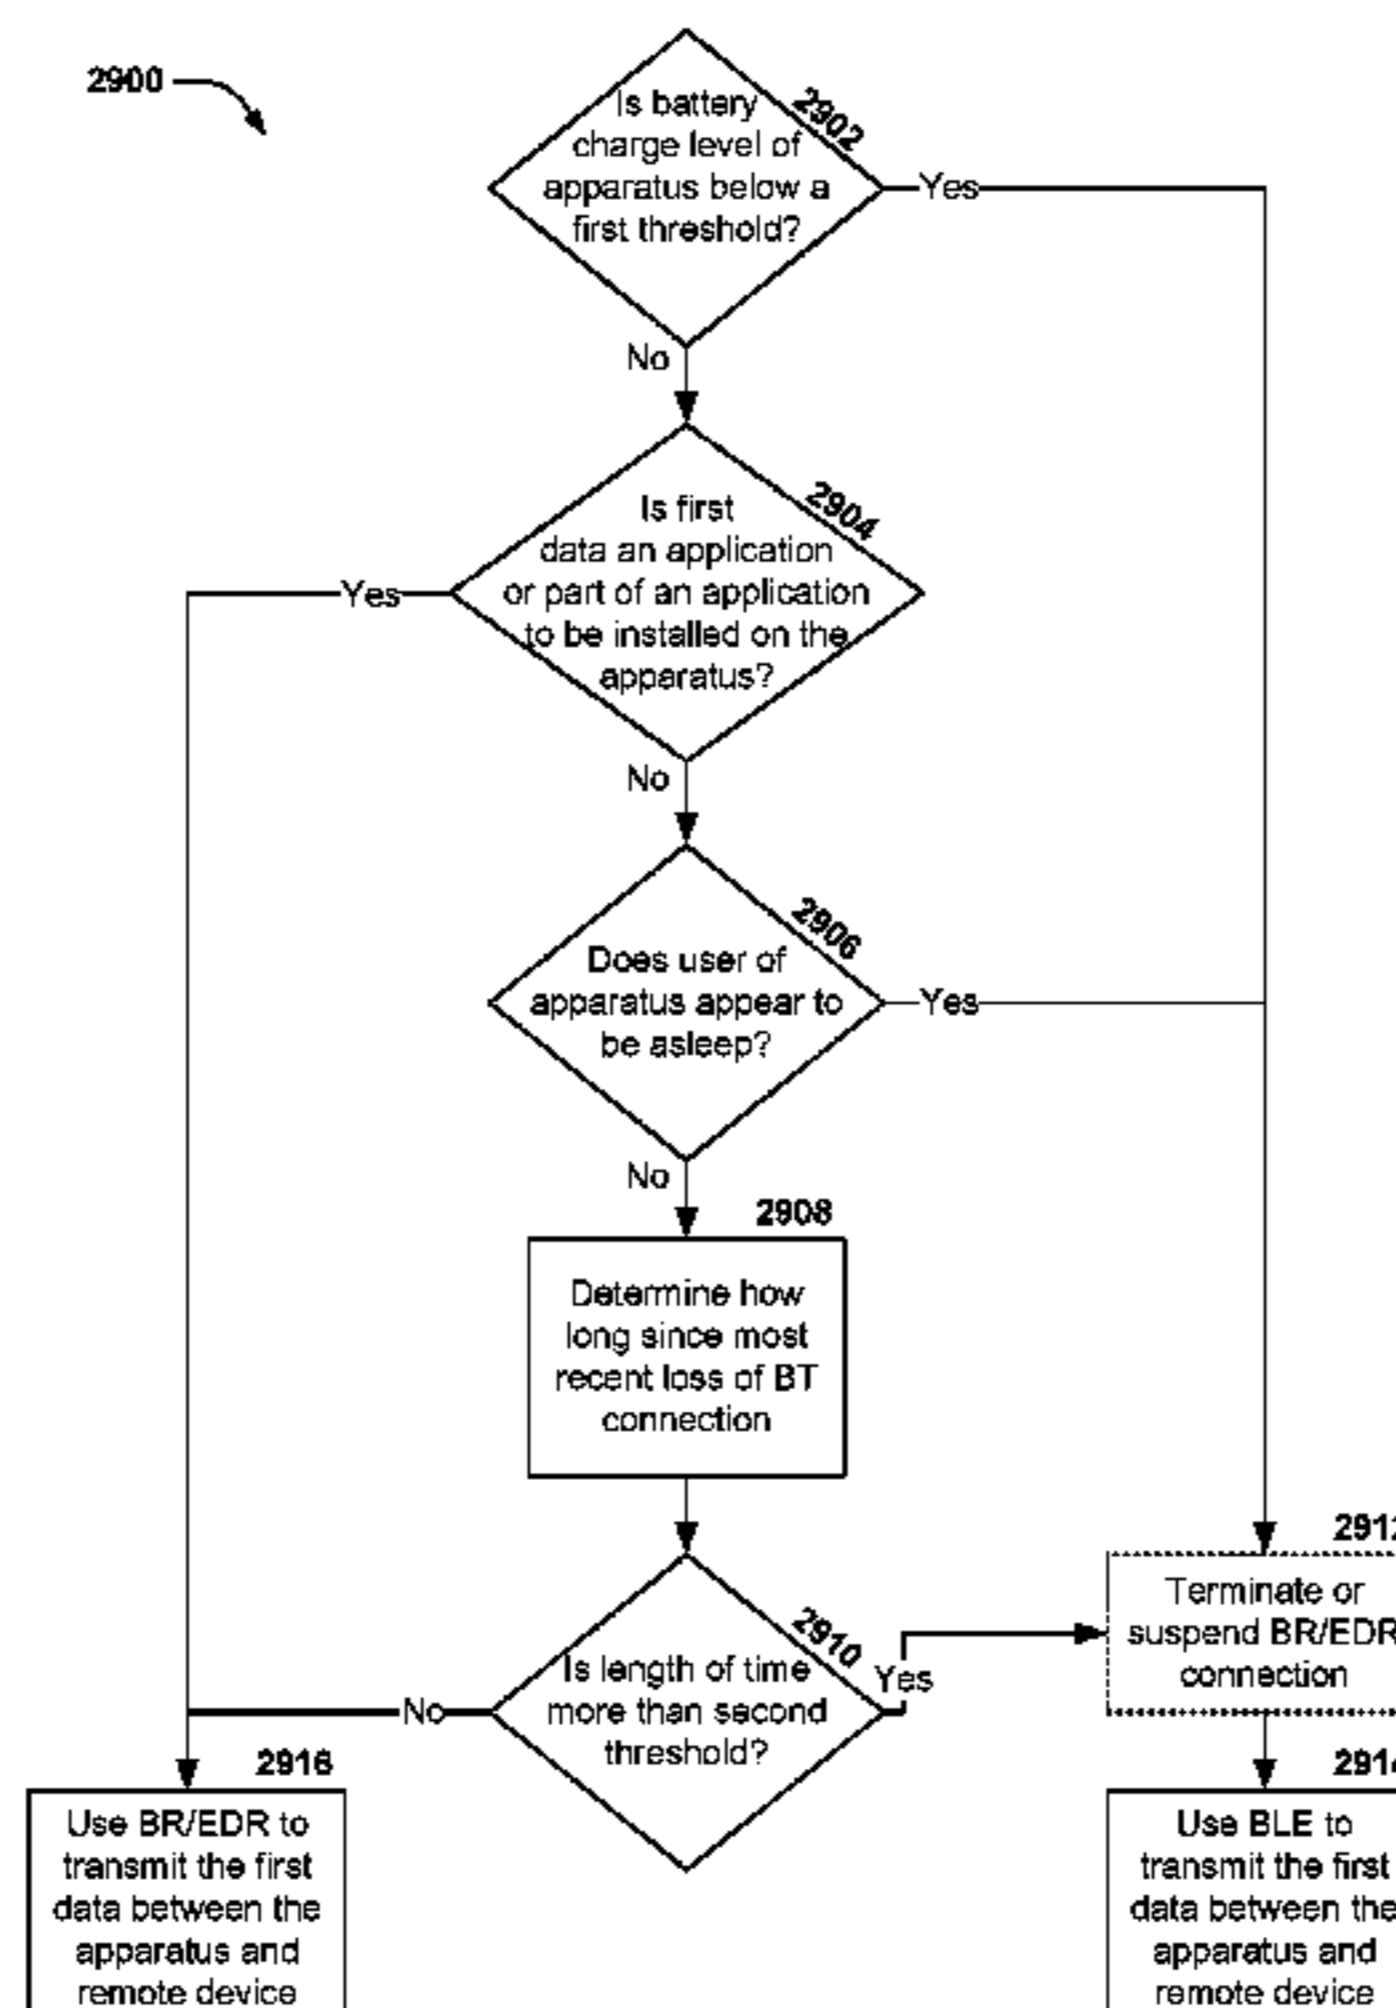 2900
2902
Is battery
charge level of
apparatus below a
first threshold?
Yes
No
2904
Is first
data an application
or part of an application
to be installed on the
apparatus?
Yes
No
2906
Does user of
apparatus appear to
be asleep?
Yes
No
2908
Determine how
long since most
recent loss of BT
connection
2910
Is length of time
more than second
threshold?
Yes
No
2912
Terminate or
suspend BR/EDR
connection
2916
Use BR/EDR to
transmit the first
data between the
apparatus and
remote device
2914
Use BLE to
transmit the first
data between the
apparatus and
remote device